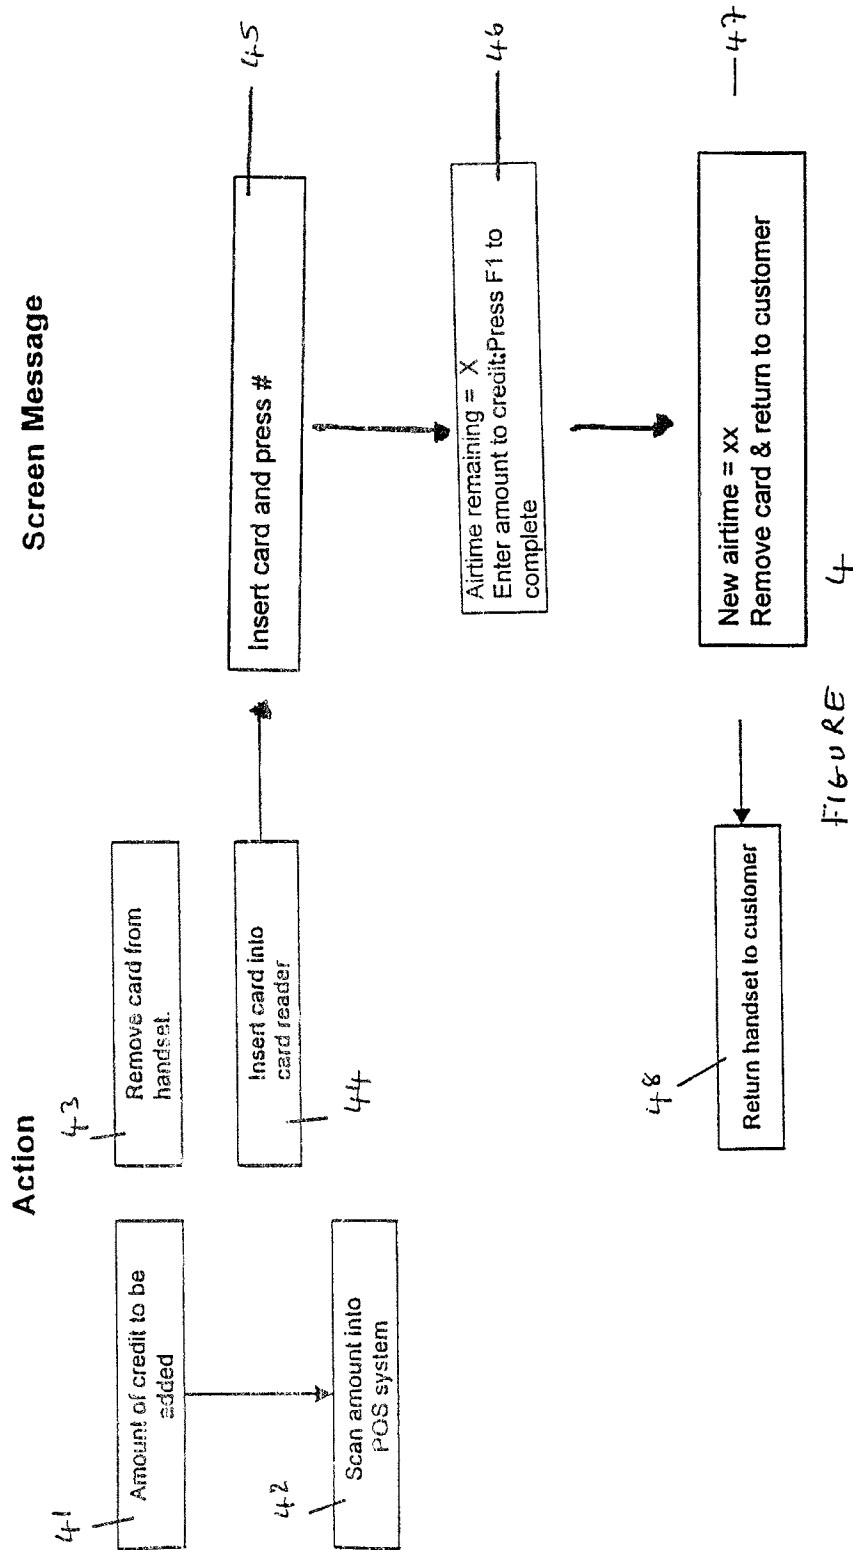 Action
Screen Message
41
Amount of credit to be
added
42
Scan amount into
POS system
43
Remove card from
handset.
44
Insert card into
card reader
Insert card and press #
45
Airtime remaining = X
Enter amount to credit:Press F1 to
complete
46
New airtime = xx
Remove card & return to customer
47
48
Return handset to customer
FIGURE 4